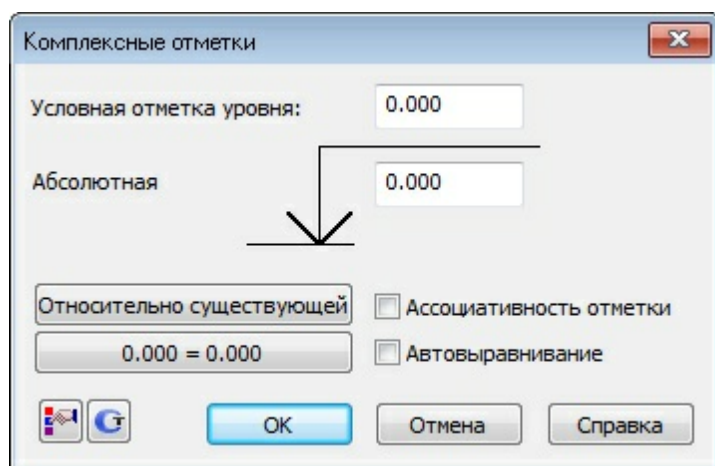 Комплексные отметки
Условная отметка уровня:
0.000
Абсолютная
0.000
Относительно существующей
Ассоциативность отметки
0.000 = 0.000
Автовыравнивание
OK
Отмена
Справка